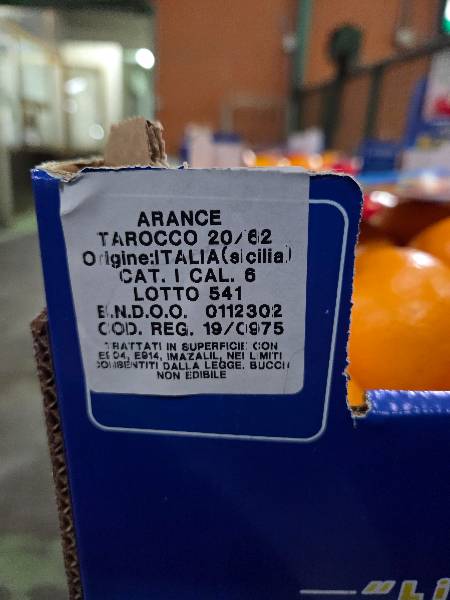 ARANCE
TAROCCO 20/62
Origine:ITALIA(sicilia)
CAT. I CAL. 6
LOTTO 541
B.N.D.O.O. 0112302
COD. REG. 19/0975
TRATTATI IN SUPERFICIE CON
E904, E914, IMAZALIL, NEI LIMITI
CONSENTITI DALLA LEGGE. BUCCIA
NON EDIBILE